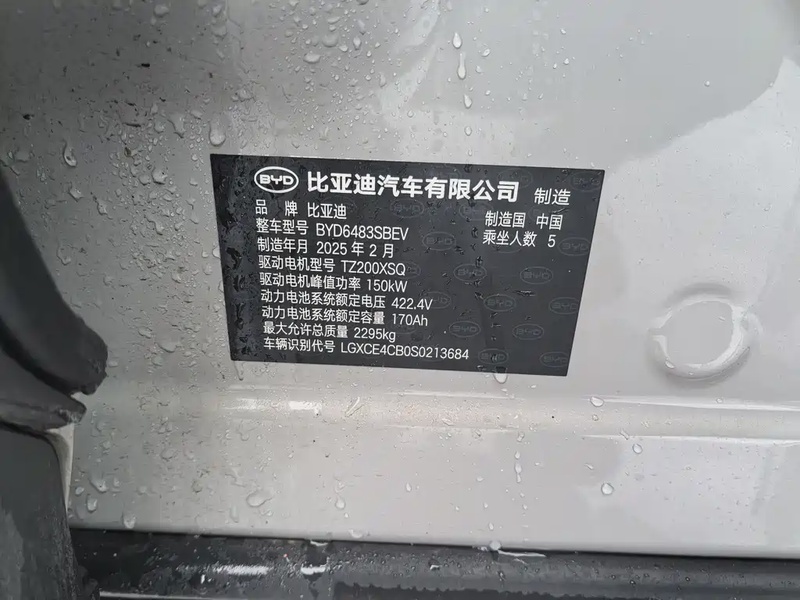 BYD 比亚迪汽车有限公司 制造
品 牌 比亚迪 制造国 中国
整车型号 BYD6483SBEV 乘坐人数 5
制造年月 2025 年 2 月
驱动电机型号 TZ200XSQ
驱动电机峰值功率 150kW
动力电池系统额定电压 422.4V
动力电池系统额定容量 170Ah
最大允许总质量 2295kg
车辆识别代号 LGXCE4CB0S0213684